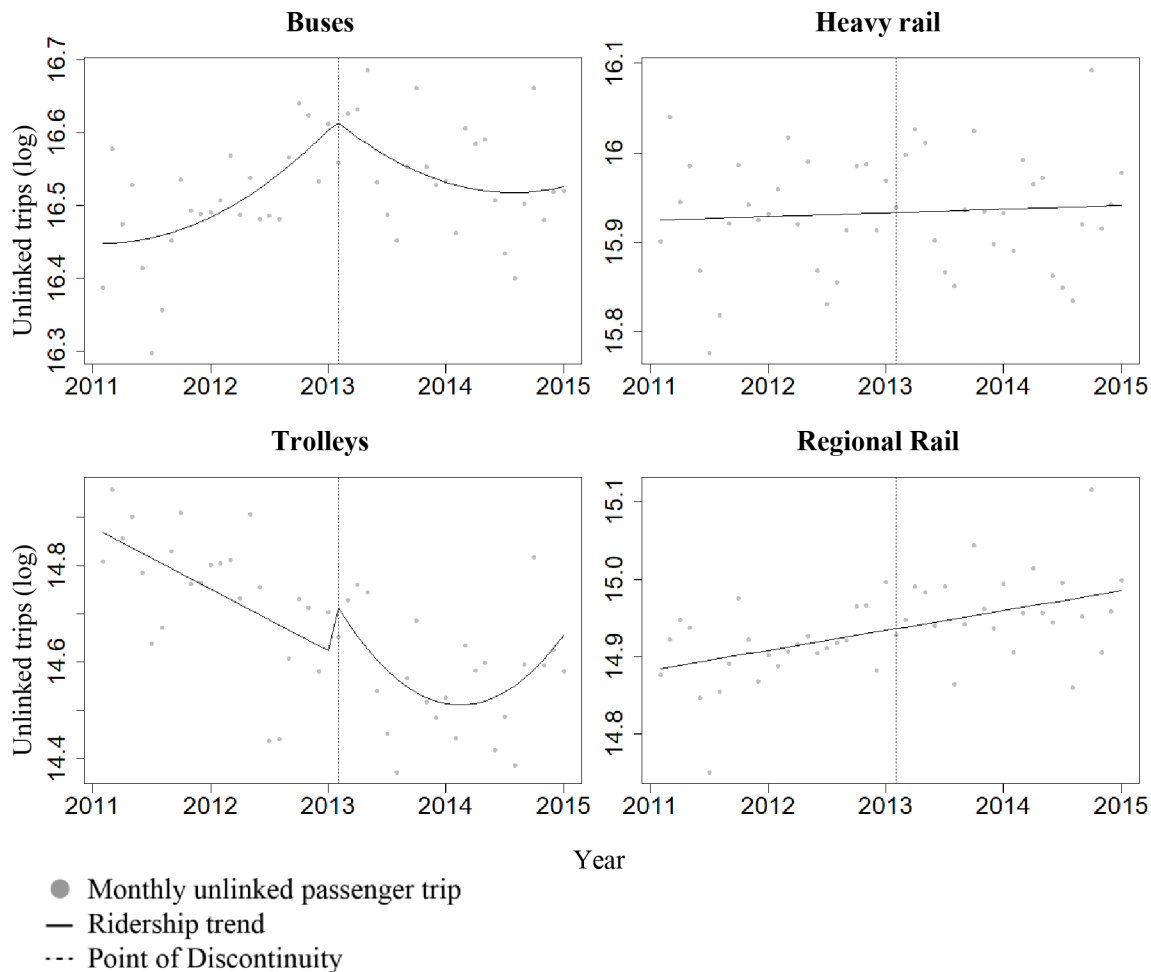 Buses
Unlinked trips (log)
16.7
16.6
16.5
16.4
16.3
2011 2012 2013 2014 2015
Heavy rail
16.1
16
15.9
15.8
2011 2012 2013 2014 2015
Trolleys
Unlinked trips (log)
14.8
14.6
14.4
2011 2012 2013 2014 2015
Regional Rail
15.1
15.0
14.9
14.8
2011 2012 2013 2014 2015
Year
Monthly unlinked passenger trip
Ridership trend
Point of Discontinuity